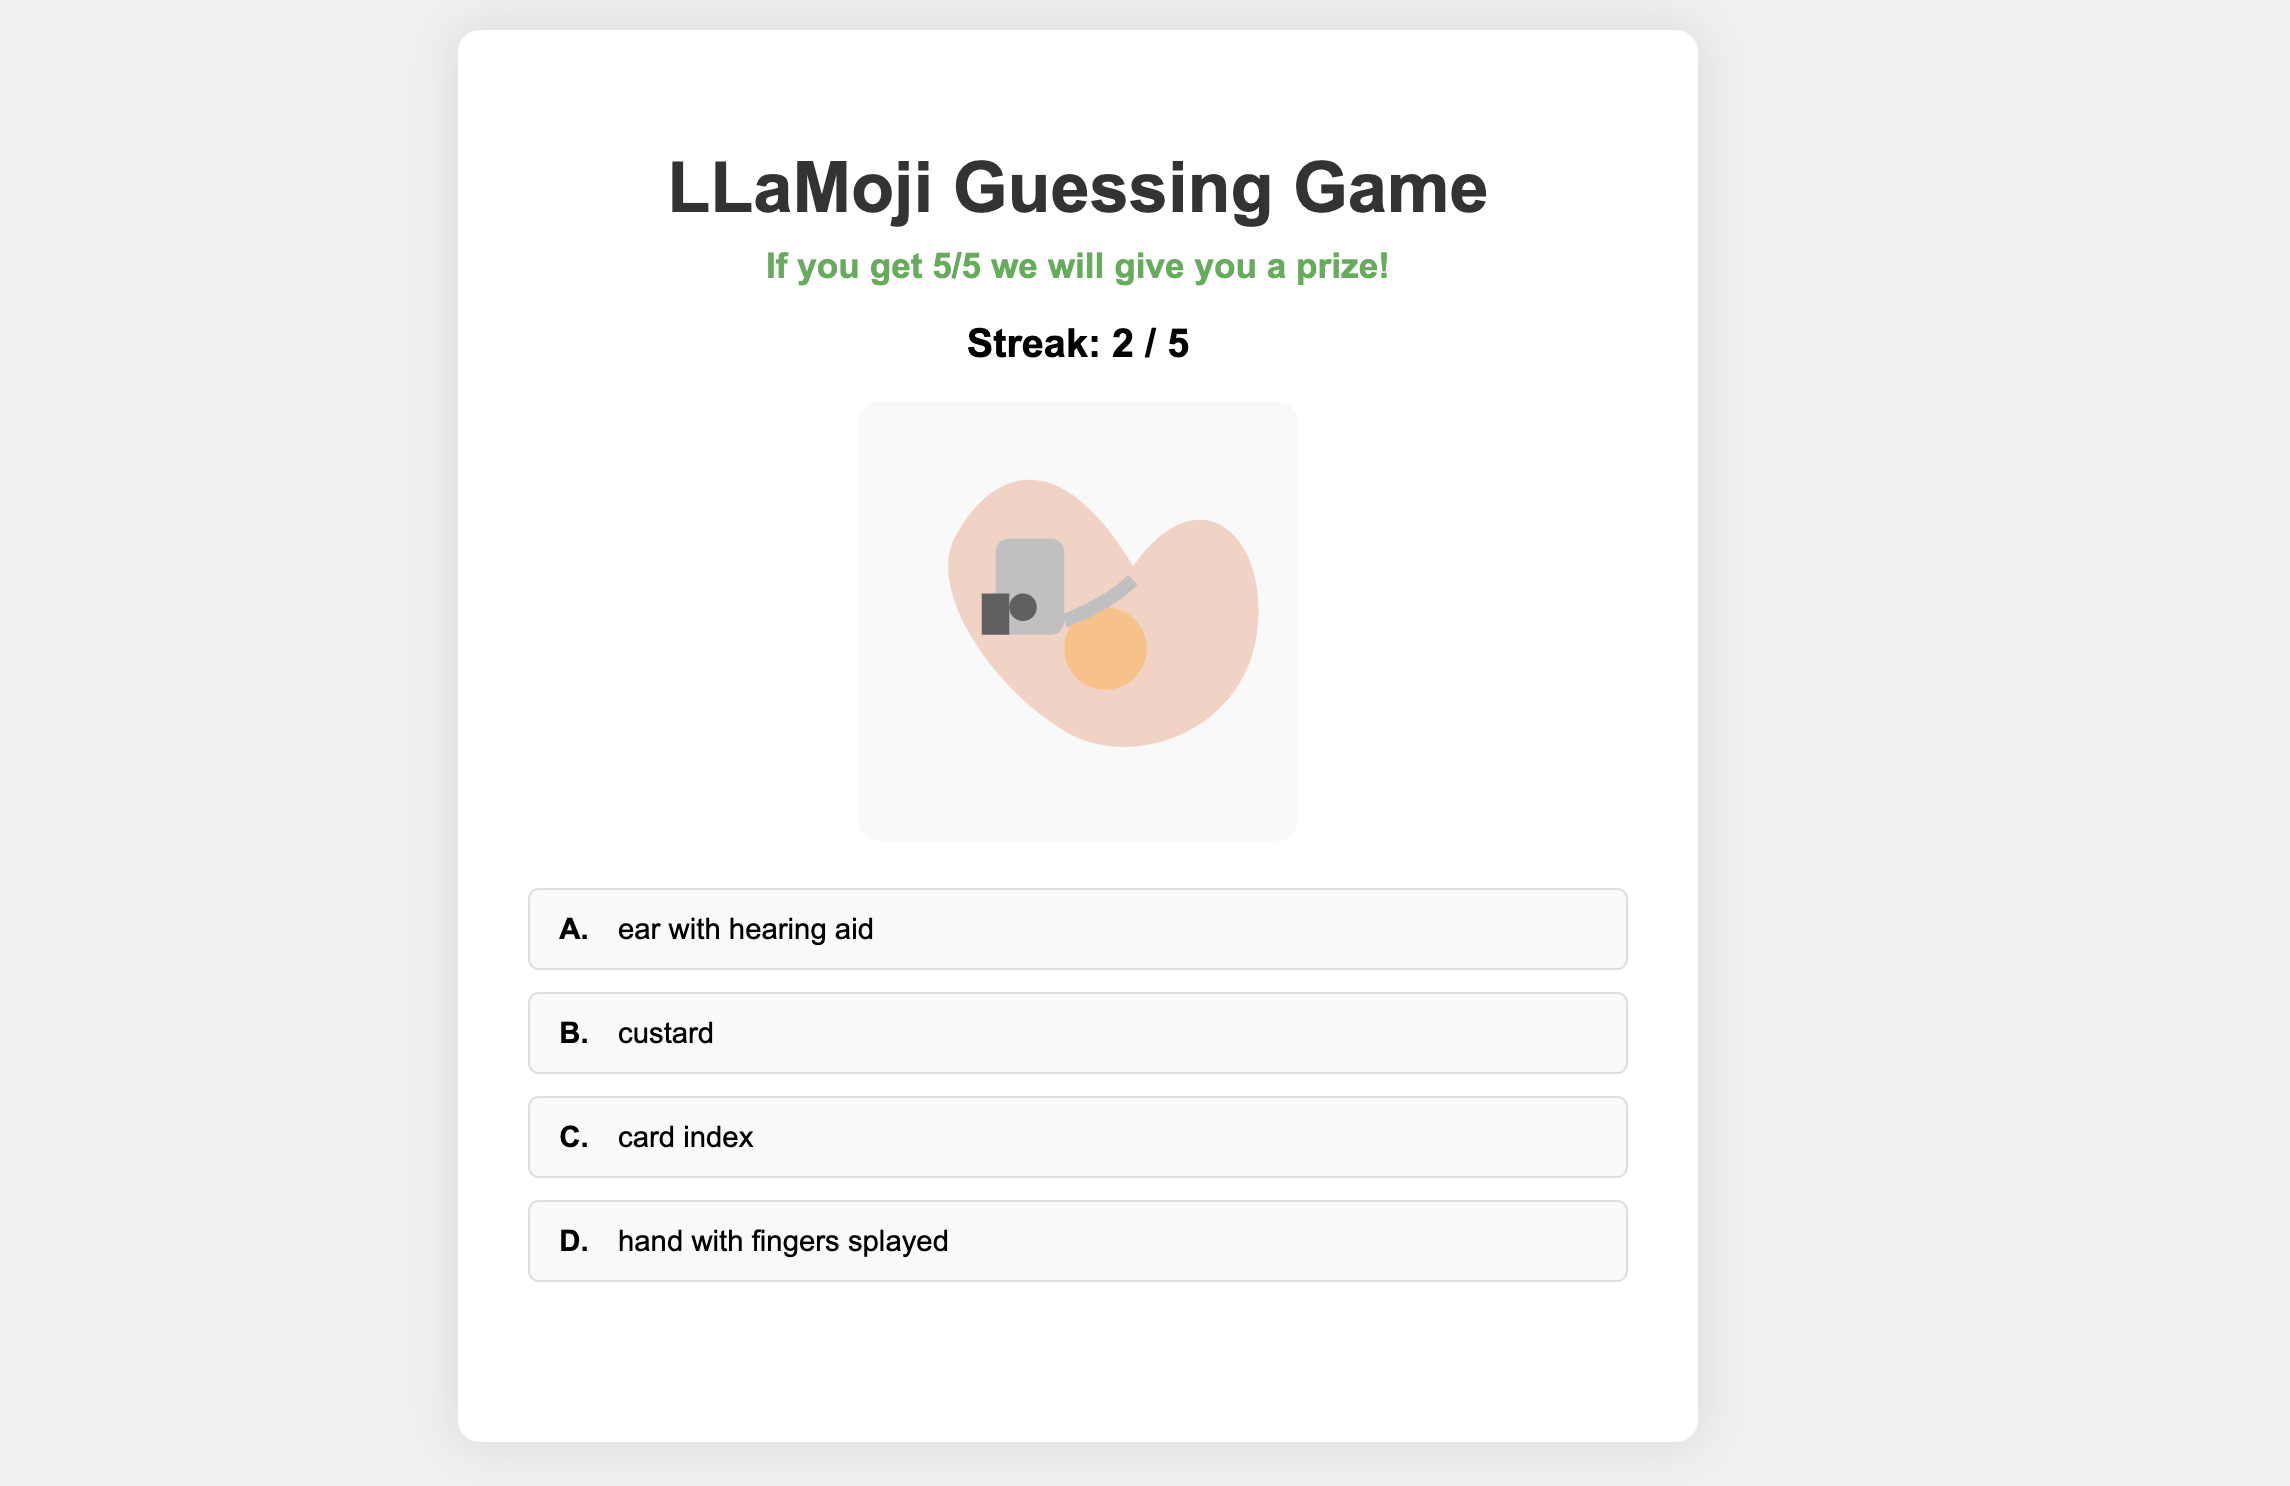 LLaMoji Guessing Game
If you get 5/5 we will give you a prize!
Streak: 2 / 5
A. ear with hearing aid
B. custard
C. card index
D. hand with fingers splayed